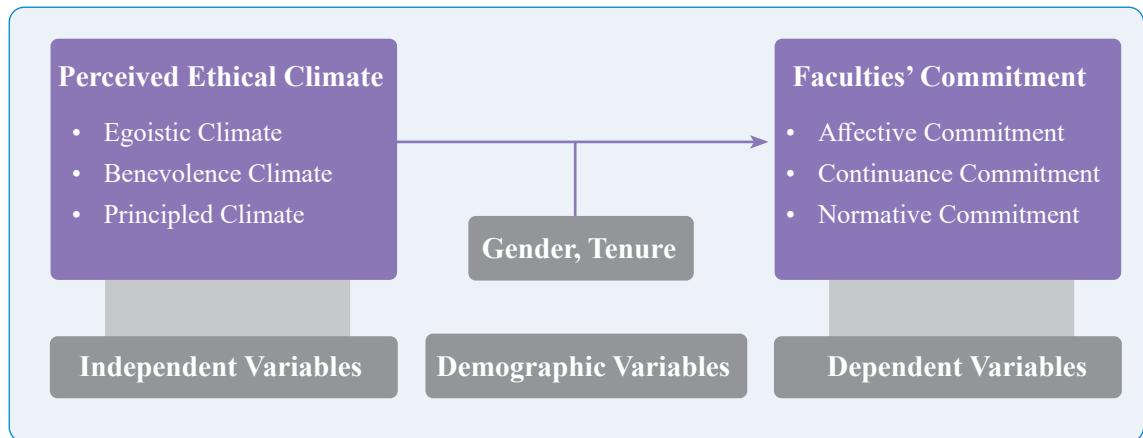 Perceived Ethical Climate
• Egoistic Climate
• Benevolence Climate
• Principled Climate
Gender, Tenure
Faculties’ Commitment
• Affective Commitment
• Continuance Commitment
• Normative Commitment
Independent Variables
Demographic Variables
Dependent Variables